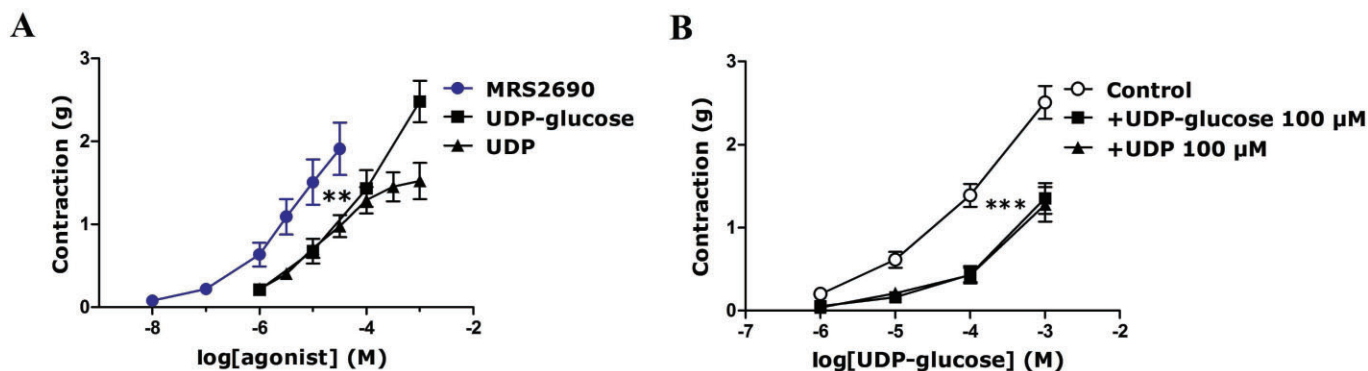 A
Contraction (g)
3
2
1
0
-8
-6
-4
-2
log[agonist] (M)
MRS2690
UDP-glucose
UDP
**
B
Contraction (g)
3
2
1
0
-7
-6
-5
-4
-3
-2
log[UDP-glucose] (M)
Control
+UDP-glucose 100 µM
+UDP 100 µM
***